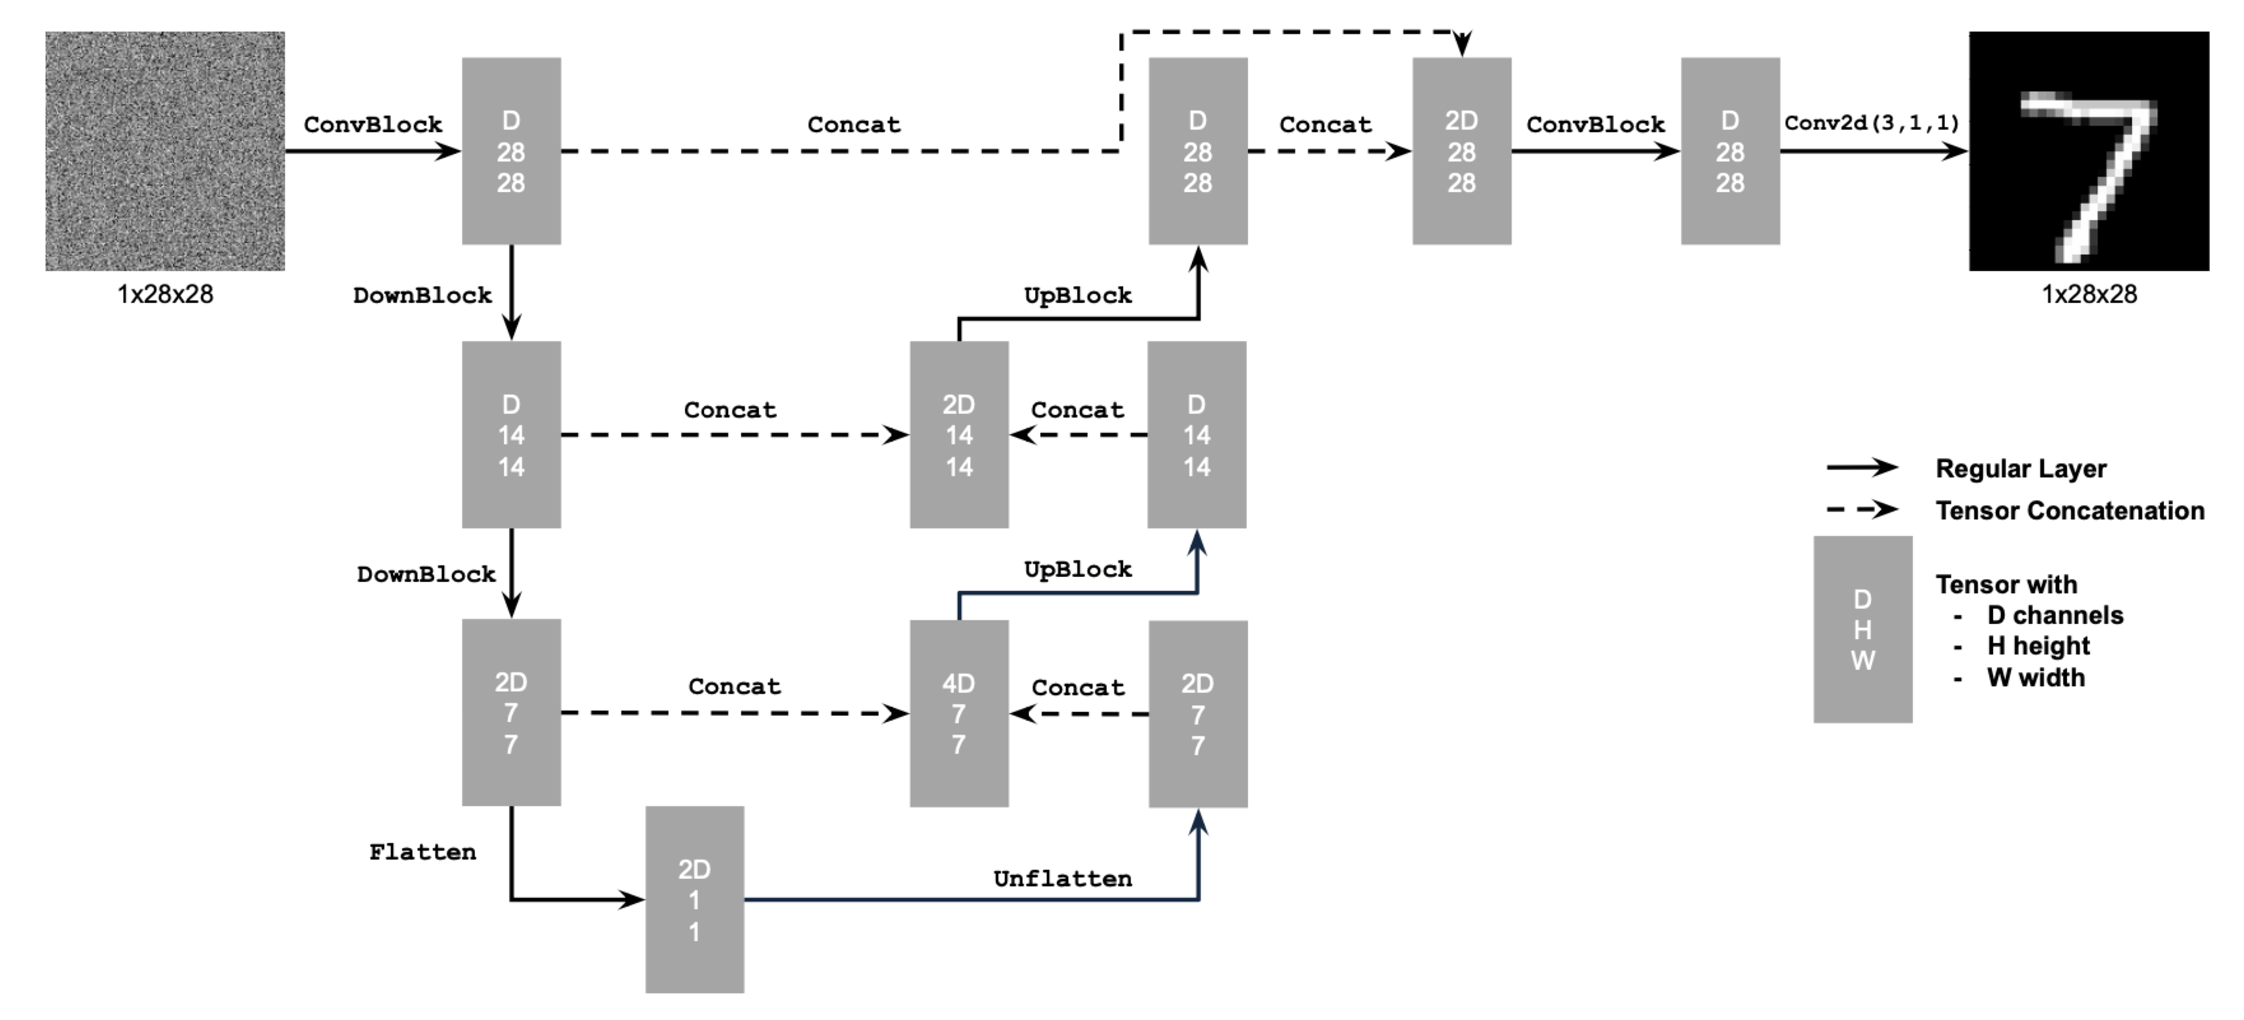 ConvBlock
D
28
28
Concat
D
28
28
Concat
2D
28
28
ConvBlock
D
28
28
Conv2d(3,1,1)
1x28x28
1x28x28
DownBlock
UpBlock
D
14
14
Concat
2D
14
14
Concat
D
14
14
DownBlock
UpBlock
2D
7
7
Concat
4D
7
7
Concat
2D
7
7
Flatten
2D
1
1
Unflatten
Regular Layer
Tensor Concatenation
D
H
W
Tensor with
- D channels
- H height
- W width
7